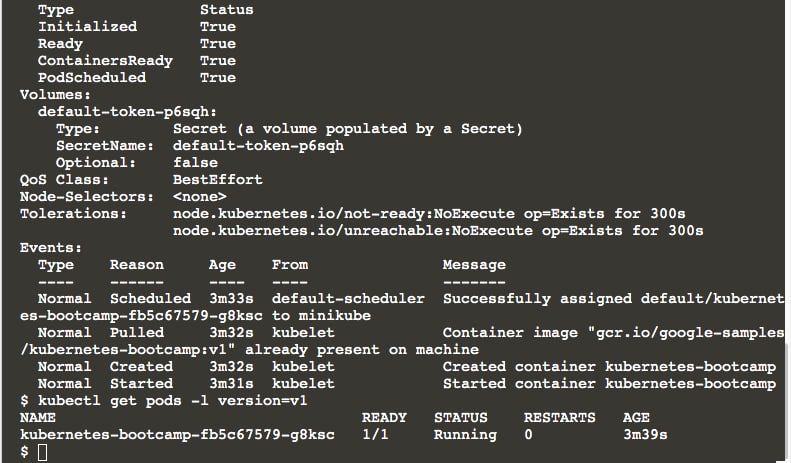 Type Status
Initialized True
Ready True
ContainersReady True
PodScheduled True
Volumes:
default-token-p6sqh:
Type: Secret (a volume populated by a Secret)
SecretName: default-token-p6sqh
Optional: false
QoS Class: BestEffort
Node-Selectors: <none>
Tolerations: node.kubernetes.io/not-ready:NoExecute op=Exists for 300s
node.kubernetes.io/unreachable:NoExecute op=Exists for 300s
Events:
Type Reason Age From Message
---- ------ ---- ---- -------
Normal Scheduled 3m33s default-scheduler Successfully assigned default/kubernet
es-bootcamp-fb5c67579-g8ksc to minikube
Normal Pulled 3m32s kubelet Container image "gcr.io/google-samples
/kubernetes-bootcamp:v1" already present on machine
Normal Created 3m32s kubelet Created container kubernetes-bootcamp
Normal Started 3m31s kubelet Started container kubernetes-bootcamp
$ kubectl get pods -l version=v1
NAME READY STATUS RESTARTS AGE
kubernetes-bootcamp-fb5c67579-g8ksc 1/1 Running 0 3m39s
$